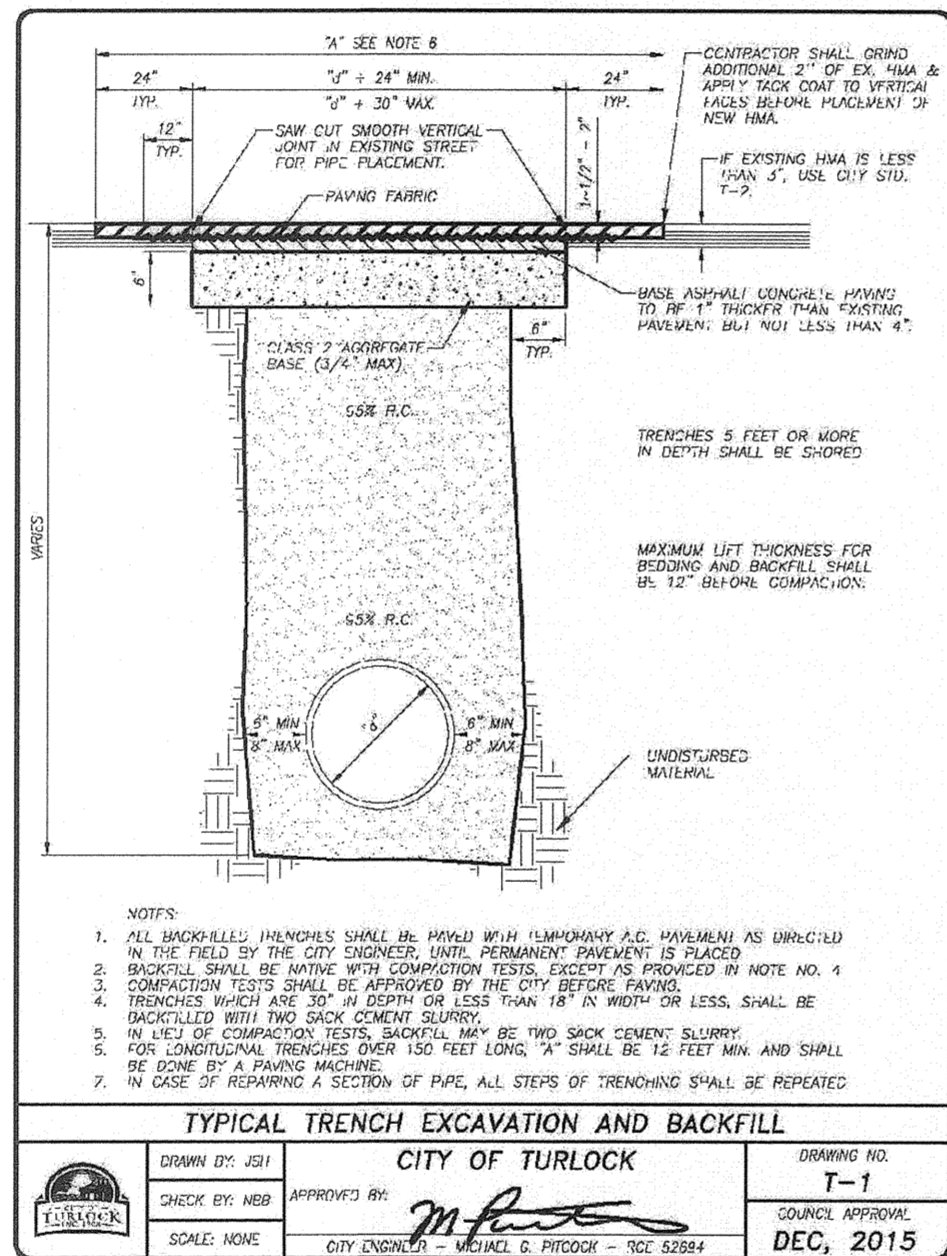 "A" SEE NOTE 6
24"
TYP.
"d" + 24" MIN.
"d" + 30" MAX.
24"
TYP.
CONTRACTOR SHALL GRIND
ADDITIONAL 2" OF EX. HMA &
APPLY TACK COAT TO VERTICAL
FACES BEFORE PLACEMENT OF
NEW HMA.
12"
TYP.
SAW CUT SMOOTH VERTICAL
JOINT IN EXISTING STREET
FOR PIPE PLACEMENT.
1-1/2" - 2"
IF EXISTING HMA IS LESS
THAN 3", USE CITY STD.
T-2.
PAVING FABRIC
6"
BASE ASPHALT CONCRETE PAVING
TO BE 1" THICKER THAN EXISTING
PAVEMENT BUT NOT LESS THAN 4".
6"
TYP.
CLASS 2 AGGREGATE
BASE (3/4" MAX)
95% R.C.
TRENCHES 5 FEET OR MORE
IN DEPTH SHALL BE SHORED
VARIES
MAXIMUM LIFT THICKNESS FOR
BEDDING AND BACKFILL SHALL
BE 12" BEFORE COMPACTION.
95% R.C.
6" MIN
8" MAX
"d"
6" MIN
8" MAX
UNDISTURBED
MATERIAL
NOTES:
1. ALL BACKFILLED TRENCHES SHALL BE PAVED WITH TEMPORARY A.C. PAVEMENT AS DIRECTED
IN THE FIELD BY THE CITY ENGINEER, UNTIL PERMANENT PAVEMENT IS PLACED
2. BACKFILL SHALL BE NATIVE WITH COMPACTION TESTS, EXCEPT AS PROVIDED IN NOTE NO. 4
3. COMPACTION TESTS SHALL BE APPROVED BY THE CITY BEFORE PAVING.
4. TRENCHES WHICH ARE 30" IN DEPTH OR LESS THAN 18" IN WIDTH OR LESS, SHALL BE
BACKFILLED WITH TWO SACK CEMENT SLURRY.
5. IN LIEU OF COMPACTION TESTS, BACKFILL MAY BE TWO SACK CEMENT SLURRY.
6. FOR LONGITUDINAL TRENCHES OVER 150 FEET LONG, "A" SHALL BE 12 FEET MIN. AND SHALL
BE DONE BY A PAVING MACHINE.
7. IN CASE OF REPAIRING A SECTION OF PIPE, ALL STEPS OF TRENCHING SHALL BE REPEATED
TYPICAL TRENCH EXCAVATION AND BACKFILL
CITY OF
TURLOCK
INC. 1908
DRAWN BY: JSH
CHECK BY: NBB
SCALE: NONE
CITY OF TURLOCK
APPROVED BY:
CITY ENGINEER - MICHAEL G. PITCOCK - RCE 52694
DRAWING NO.
T-1
COUNCIL APPROVAL
DEC, 2015